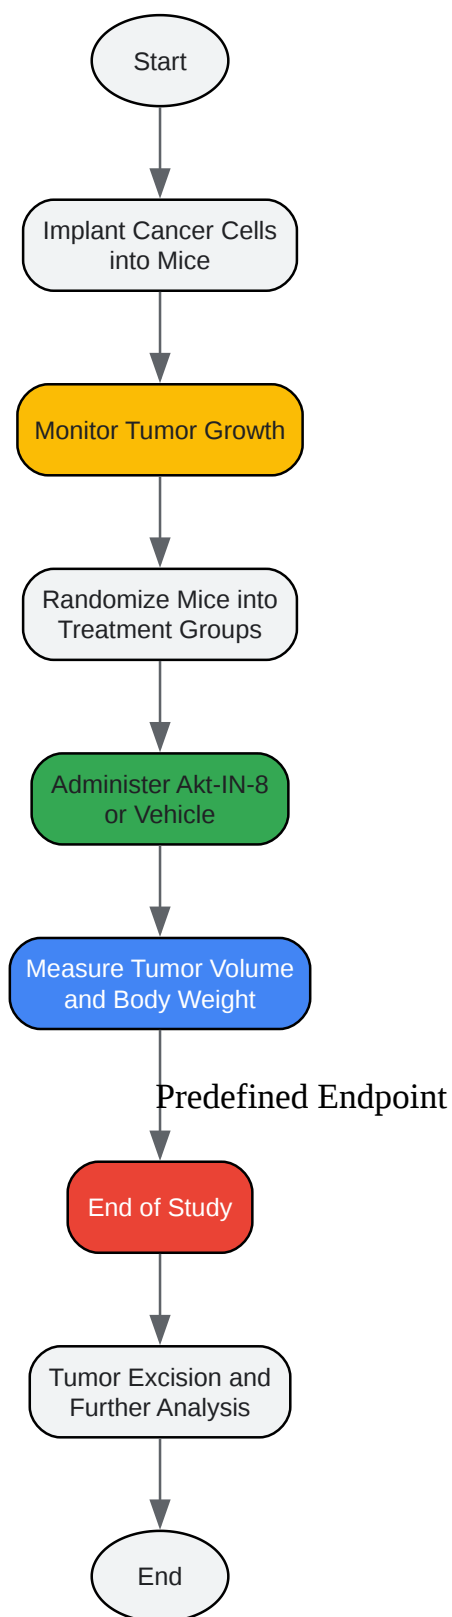 Start
Implant Cancer Cells
into Mice
Monitor Tumor Growth
Randomize Mice into
Treatment Groups
Administer Akt-IN-8
or Vehicle
Measure Tumor Volume
and Body Weight
Predefined Endpoint
End of Study
Tumor Excision and
Further Analysis
End